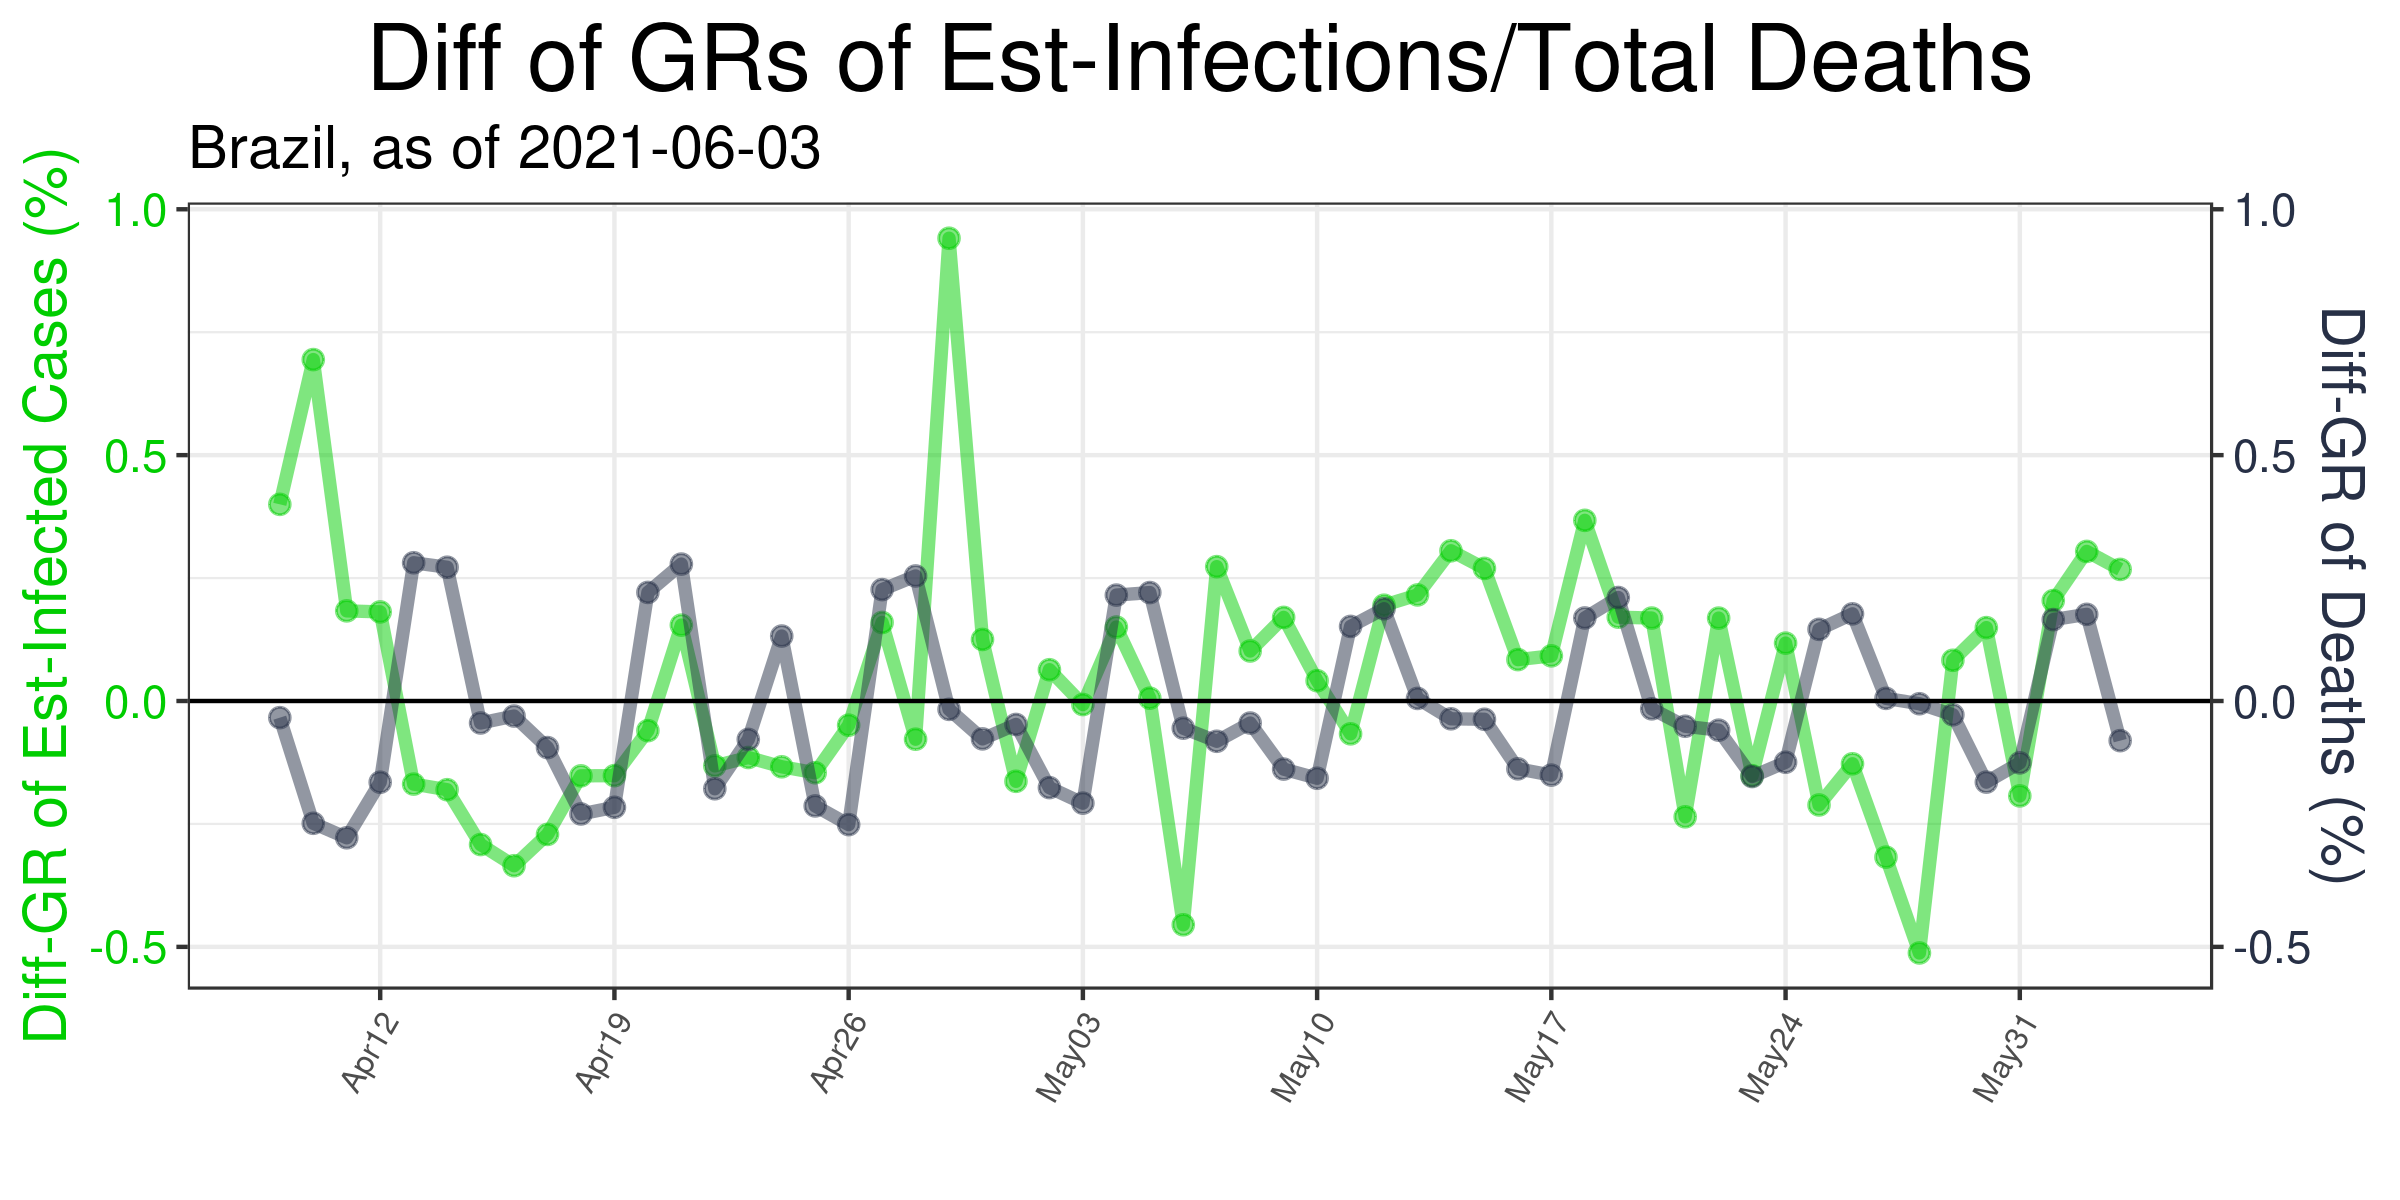 Diff of GRs of Est-Infections/Total Deaths
Brazil, as of 2021-06-03
Diff-GR of Est-Infected Cases (%)
1.0
0.5
0.0
-0.5
1.0
0.5
0.0
-0.5
Diff-GR of Deaths (%)
Apr12
Apr19
Apr26
May03
May10
May17
May24
May31